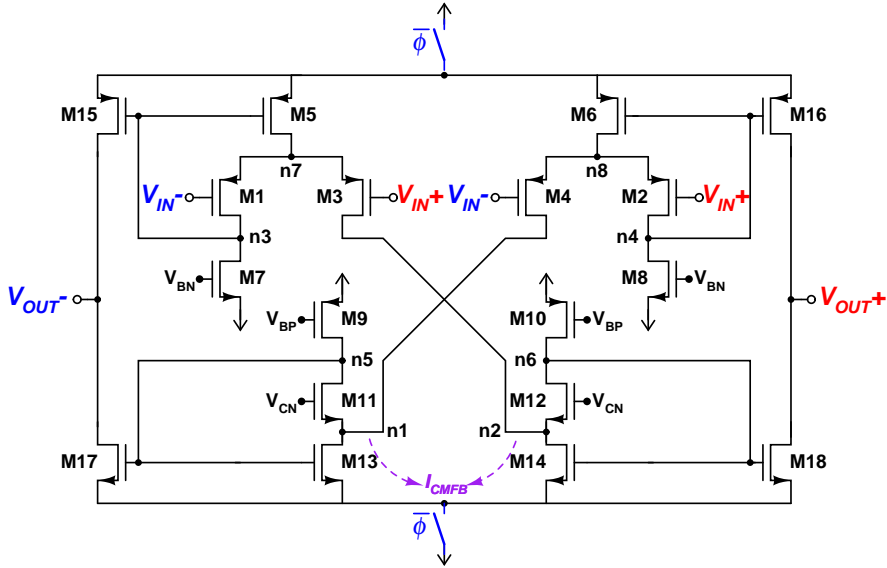 ϕ̅
M15
M5
M6
M16
n7
n8
V_IN-
M1
M3
V_IN+
V_IN-
M4
M2
V_IN+
n3
n4
V_BN
M7
M8
V_BN
V_OUT-
V_OUT+
V_BP
M9
M10
V_BP
n5
n6
V_CN
M11
M12
V_CN
n1
n2
M17
M13
M14
M18
I_CMFB
ϕ̅